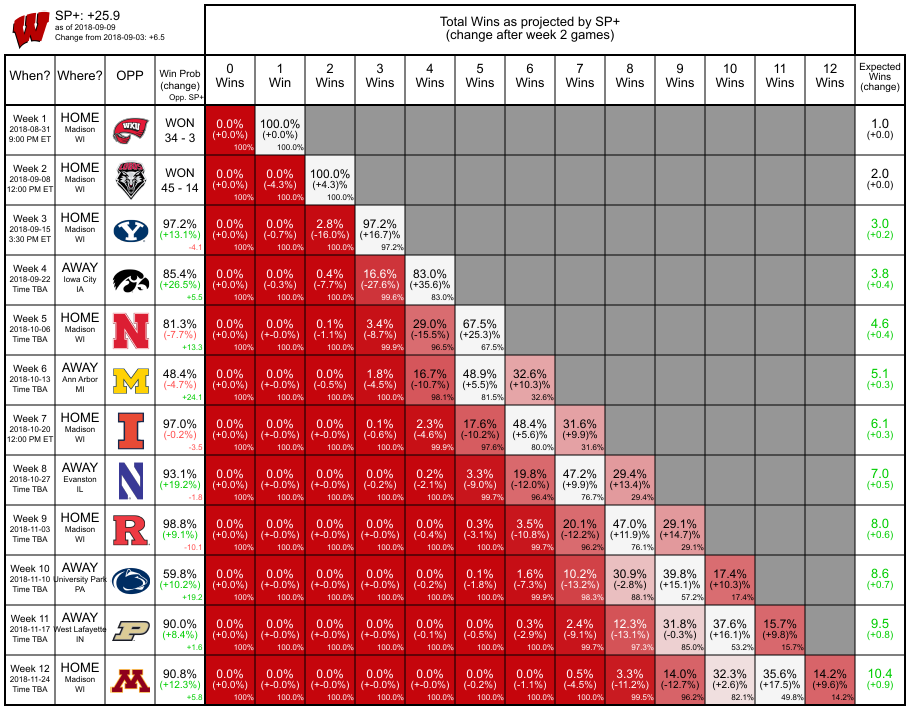 SP+: +25.9
as of 2018-09-09
Change from 2018-09-03: +6.5
Total Wins as projected by SP+
(change after week 2 games)
When? Where? OPP Win Prob (change) Opp. SP+ 0 Wins 1 Win 2 Wins 3 Wins 4 Wins 5 Wins 6 Wins 7 Wins 8 Wins 9 Wins 10 Wins 11 Wins 12 Wins Expected Wins (change)
Week 1 HOME WKU WON 0.0% 100.0% 1.0
2018-08-31 Madison 34 - 3 (+0.0%) (+0.0%) (+0.0)
9:00 PM ET WI 100% 100.0%
Week 2 HOME WON 0.0% 0.0% 100.0% 2.0
2018-09-08 Madison 45 - 14 (+0.0%) (-4.3%) (+4.3)% (+0.0)
12:00 PM ET WI 100% 100.0% 100.0%
Week 3 HOME Y 97.2% 0.0% 0.0% 2.8% 97.2% 3.0
2018-09-15 Madison (+13.1%) (+0.0%) (-0.7%) (-16.0%) (+16.7)% (+0.2)
3:30 PM ET WI -4.1 100% 100.0% 100.0% 97.2%
Week 4 AWAY 85.4% 0.0% 0.0% 0.4% 16.6% 83.0% 3.8
2018-09-22 Iowa City (+26.5%) (+0.0%) (-0.3%) (-7.7%) (-27.6%) (+35.6)% (+0.4)
Time TBA IA +5.5 100% 100.0% 100.0% 99.6% 83.0%
Week 5 HOME N 81.3% 0.0% 0.0% 0.1% 3.4% 29.0% 67.5% 4.6
2018-10-06 Madison (-7.7%) (+0.0%) (+-0.0%) (-1.1%) (-8.7%) (-15.5%) (+25.3)% (+0.4)
Time TBA WI +13.3 100% 100.0% 100.0% 99.9% 96.5% 67.5%
Week 6 AWAY M 48.4% 0.0% 0.0% 0.0% 1.8% 16.7% 48.9% 32.6% 5.1
2018-10-13 Ann Arbor (-4.7%) (+0.0%) (+-0.0%) (-0.5%) (-4.5%) (-10.7%) (+5.5)% (+10.3)% (+0.3)
Time TBA MI +24.1 100% 100.0% 100.0% 100.0% 98.1% 81.5% 32.6%
Week 7 HOME I 97.0% 0.0% 0.0% 0.0% 0.1% 2.3% 17.6% 48.4% 31.6% 6.1
2018-10-20 Madison (-0.2%) (+0.0%) (+-0.0%) (+-0.0%) (-0.6%) (-4.6%) (-10.2%) (+5.6)% (+9.9)% (+0.3)
12:00 PM ET WI -3.5 100% 100.0% 100.0% 100.0% 99.9% 97.6% 80.0% 31.6%
Week 8 AWAY N 93.1% 0.0% 0.0% 0.0% 0.0% 0.2% 3.3% 19.8% 47.2% 29.4% 7.0
2018-10-27 Evanston (+19.2%) (+0.0%) (+-0.0%) (+-0.0%) (-0.2%) (-2.1%) (-9.0%) (-12.0%) (+9.9)% (+13.4)% (+0.5)
Time TBA IL -1.8 100% 100.0% 100.0% 100.0% 100.0% 99.7% 96.4% 76.7% 29.4%
Week 9 HOME R 98.8% 0.0% 0.0% 0.0% 0.0% 0.0% 0.3% 3.5% 20.1% 47.0% 29.1% 8.0
2018-11-03 Madison (+9.1%) (+0.0%) (+-0.0%) (+-0.0%) (+-0.0%) (-0.4%) (-3.1%) (-10.8%) (-12.2%) (+11.9)% (+14.7)% (+0.6)
Time TBA WI -10.1 100% 100.0% 100.0% 100.0% 100.0% 100.0% 99.7% 96.2% 76.1% 29.1%
Week 10 AWAY 59.8% 0.0% 0.0% 0.0% 0.0% 0.0% 0.1% 1.6% 10.2% 30.9% 39.8% 17.4% 8.6
2018-11-10 University Park (+10.2%) (+0.0%) (+-0.0%) (+-0.0%) (+-0.0%) (-0.2%) (-1.8%) (-7.3%) (-13.2%) (-2.8%) (+15.1)% (+10.3)% (+0.7)
Time TBA PA +19.2 100% 100.0% 100.0% 100.0% 100.0% 100.0% 99.9% 98.3% 88.1% 57.2% 17.4%
Week 11 AWAY P 90.0% 0.0% 0.0% 0.0% 0.0% 0.0% 0.0% 0.3% 2.4% 12.3% 31.8% 37.6% 15.7% 9.5
2018-11-17 West Lafayette (+8.4%) (+0.0%) (+-0.0%) (+-0.0%) (+-0.0%) (-0.1%) (-0.5%) (-2.9%) (-9.1%) (-13.1%) (-0.3%) (+16.1)% (+9.8)% (+0.8)
Time TBA IN +1.6 100% 100.0% 100.0% 100.0% 100.0% 100.0% 100.0% 99.7% 97.3% 85.0% 53.2% 15.7%
Week 12 HOME M 90.8% 0.0% 0.0% 0.0% 0.0% 0.0% 0.0% 0.0% 0.5% 3.3% 14.0% 32.3% 35.6% 14.2% 10.4
2018-11-24 Madison (+12.3%) (+0.0%) (+-0.0%) (+-0.0%) (+-0.0%) (+-0.0%) (-0.2%) (-1.1%) (-4.5%) (-11.2%) (-12.7%) (+2.6)% (+17.5)% (+9.6)% (+0.9)
Time TBA WI +5.8 100% 100.0% 100.0% 100.0% 100.0% 100.0% 100.0% 100.0% 99.5% 96.2% 82.1% 49.8% 14.2%